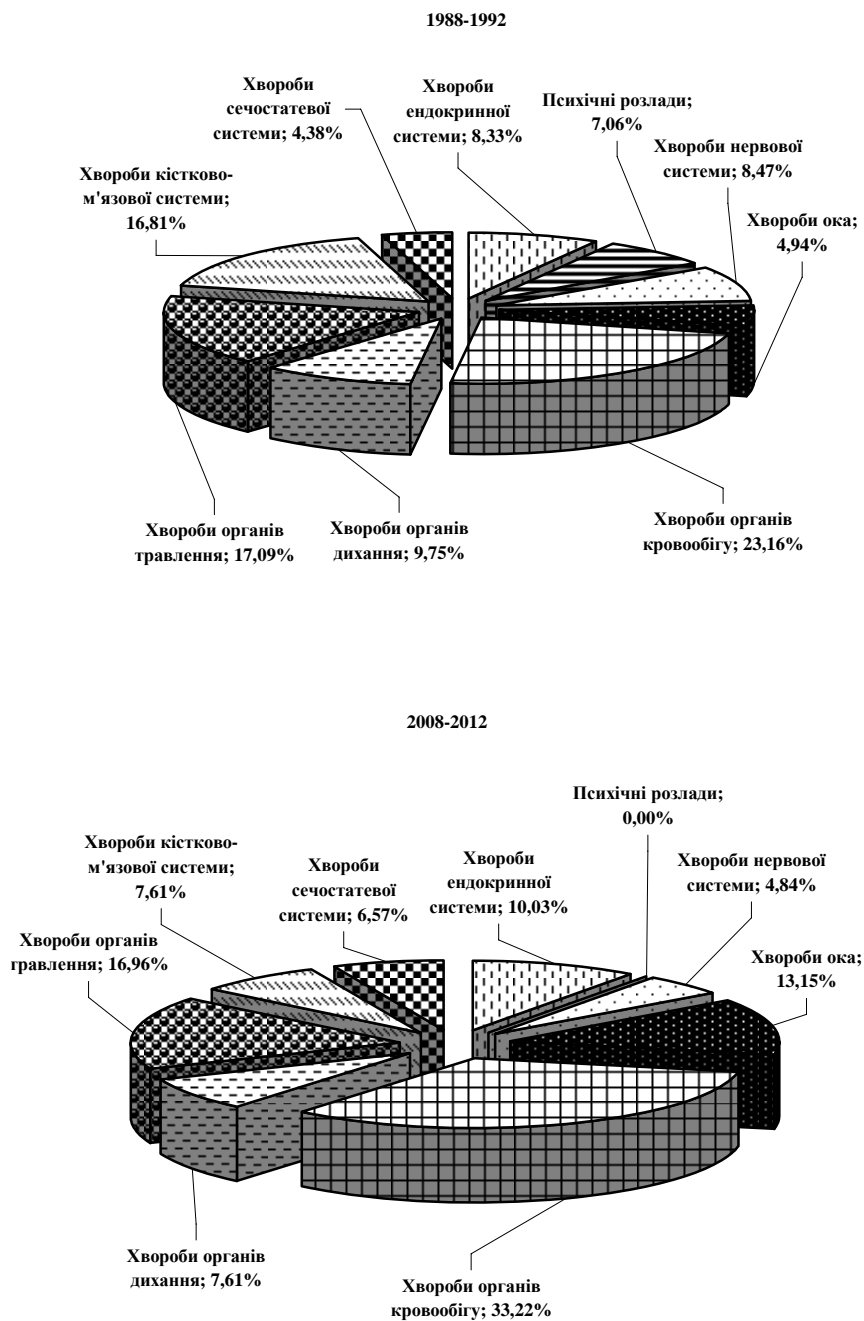 1988-1992
Хвороби
сечостатевої
системи; 4,38%
Хвороби
ендокринної
системи; 8,33%
Психічні розлади;
7,06%
Хвороби нервової
системи; 8,47%
Хвороби ока;
4,94%
Хвороби кістково-
м'язової системи;
16,81%
Хвороби органів
травлення; 17,09%
Хвороби органів
дихання; 9,75%
Хвороби органів
кровообігу; 23,16%
2008-2012
Психічні розлади;
0,00%
Хвороби кістково-
м'язової системи;
7,61%
Хвороби
сечостатевої
системи; 6,57%
Хвороби
ендокринної
системи; 10,03%
Хвороби нервової
системи; 4,84%
Хвороби органів
травлення; 16,96%
Хвороби ока;
13,15%
Хвороби органів
дихання; 7,61%
Хвороби органів
кровообігу; 33,22%